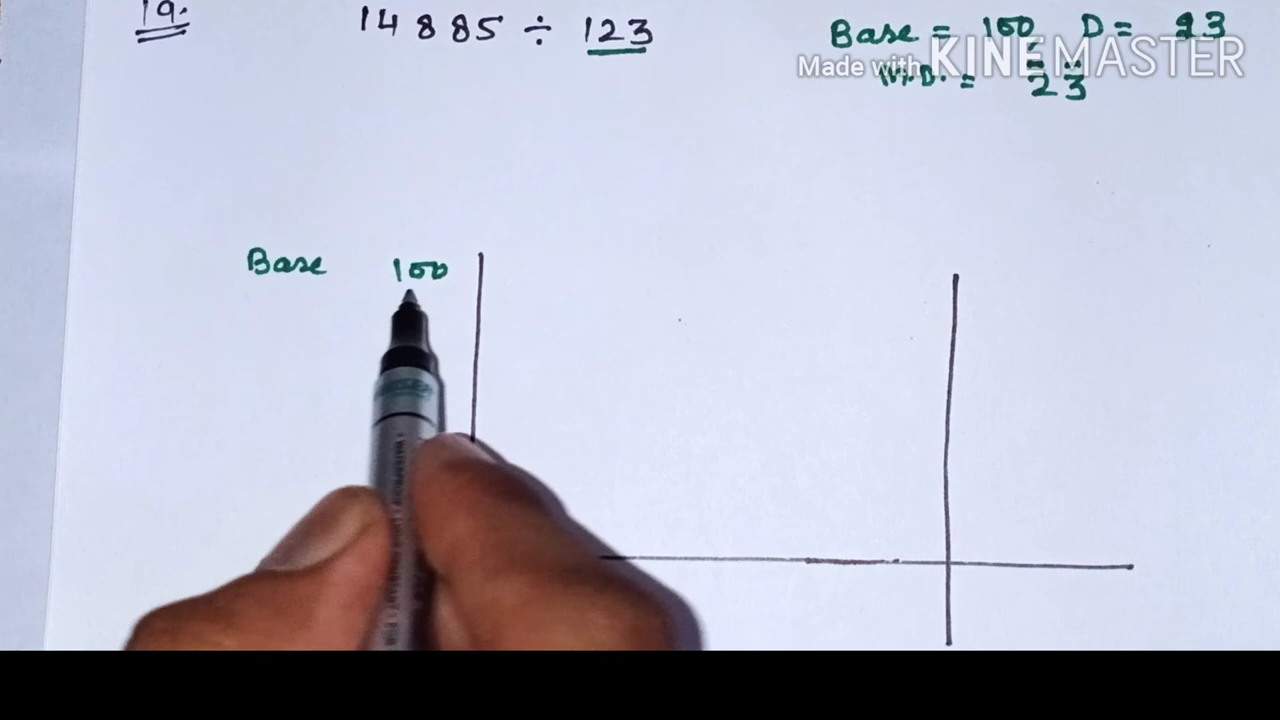 19. 14885 ÷ 123 Base = 100, D = 23
M.D. = 2̄ 3̄
Made with KINEMASTER
Base 100